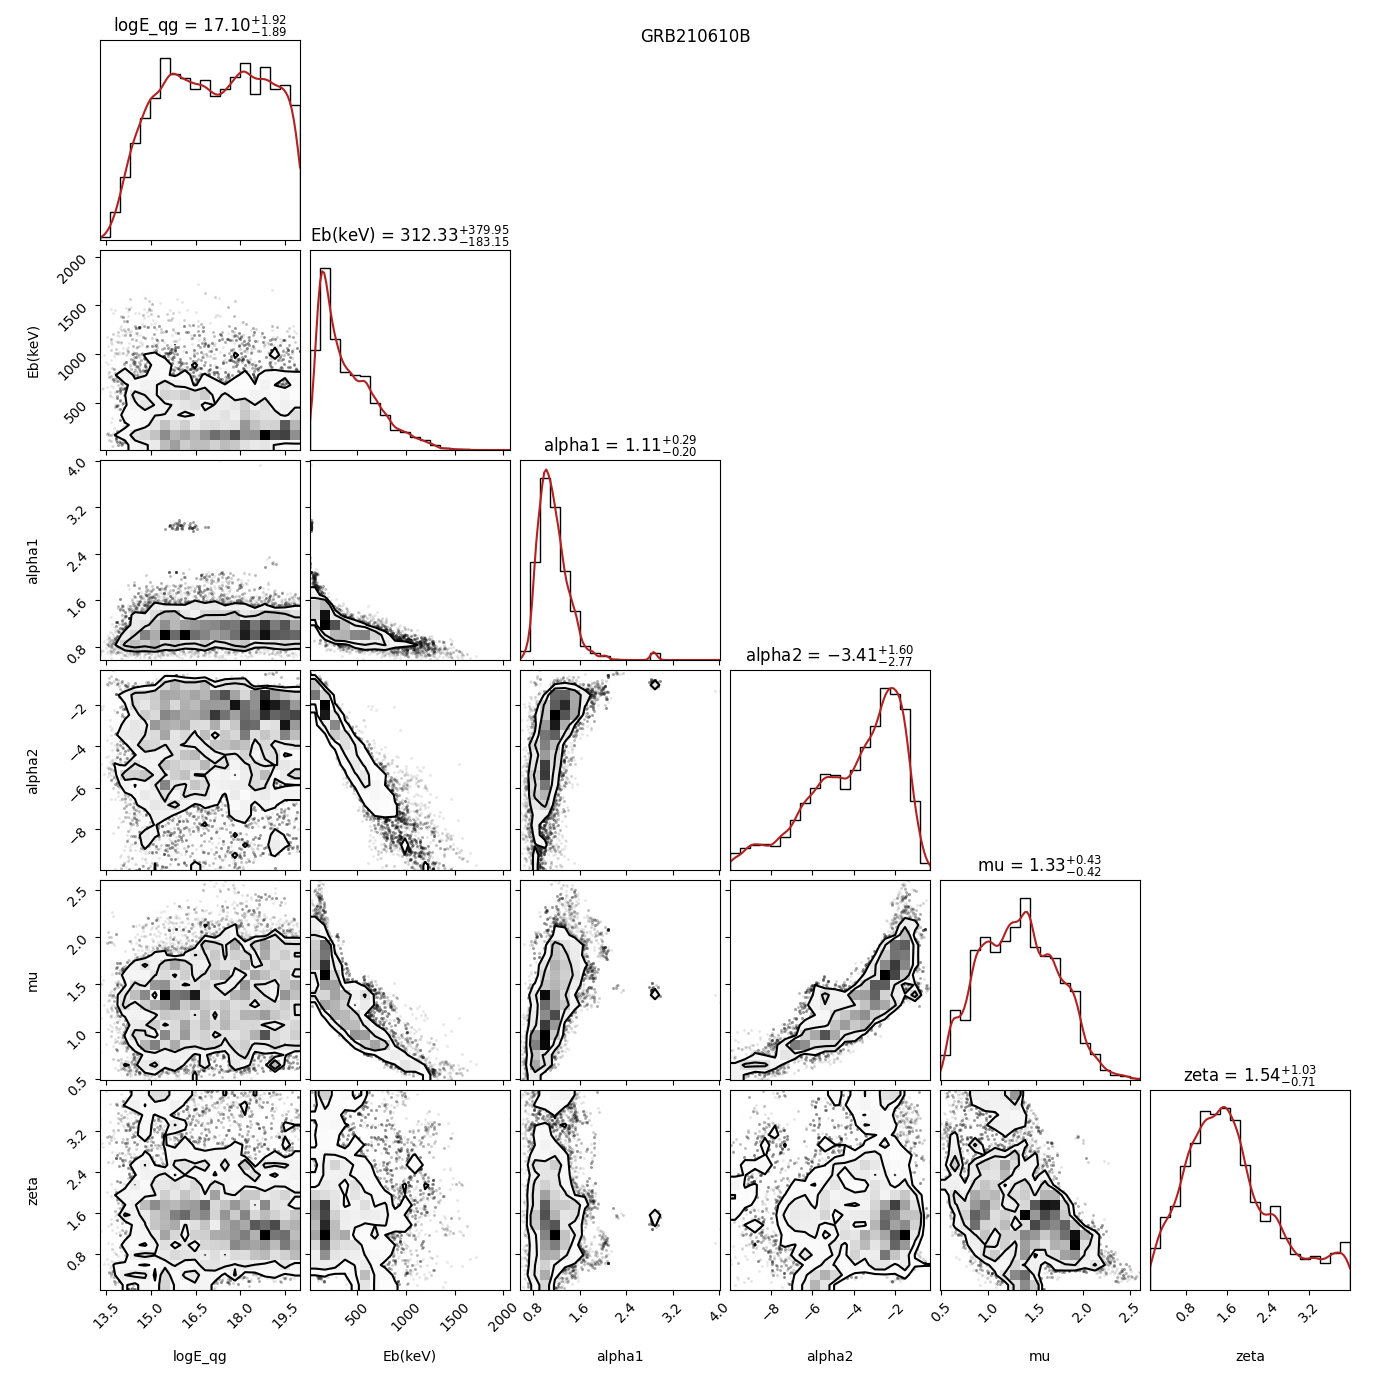 GRB210610B
logE_qg = 17.10+1.92 −1.89
Eb(keV) = 312.33+379.95 −183.15
2000
1500
1000
500
Eb(keV)
alpha1 = 1.11+0.29 −0.20
4.0
3.2
2.4
1.6
0.8
alpha1
alpha2 = −3.41+1.60 −2.77
−2
−4
−6
−8
alpha2
mu = 1.33+0.43 −0.42
2.5
2.0
1.5
1.0
0.5
mu
zeta = 1.54+1.03 −0.71
3.2
2.4
1.6
0.8
zeta
13.5 15.0 16.5 18.0 19.5 500 1000 1500 2000 0.8 1.6 2.4 3.2 4.0 −8 −6 −4 −2 0.5 1.0 1.5 2.0 2.5 0.8 1.6 2.4 3.2
logE_qg Eb(keV) alpha1 alpha2 mu zeta